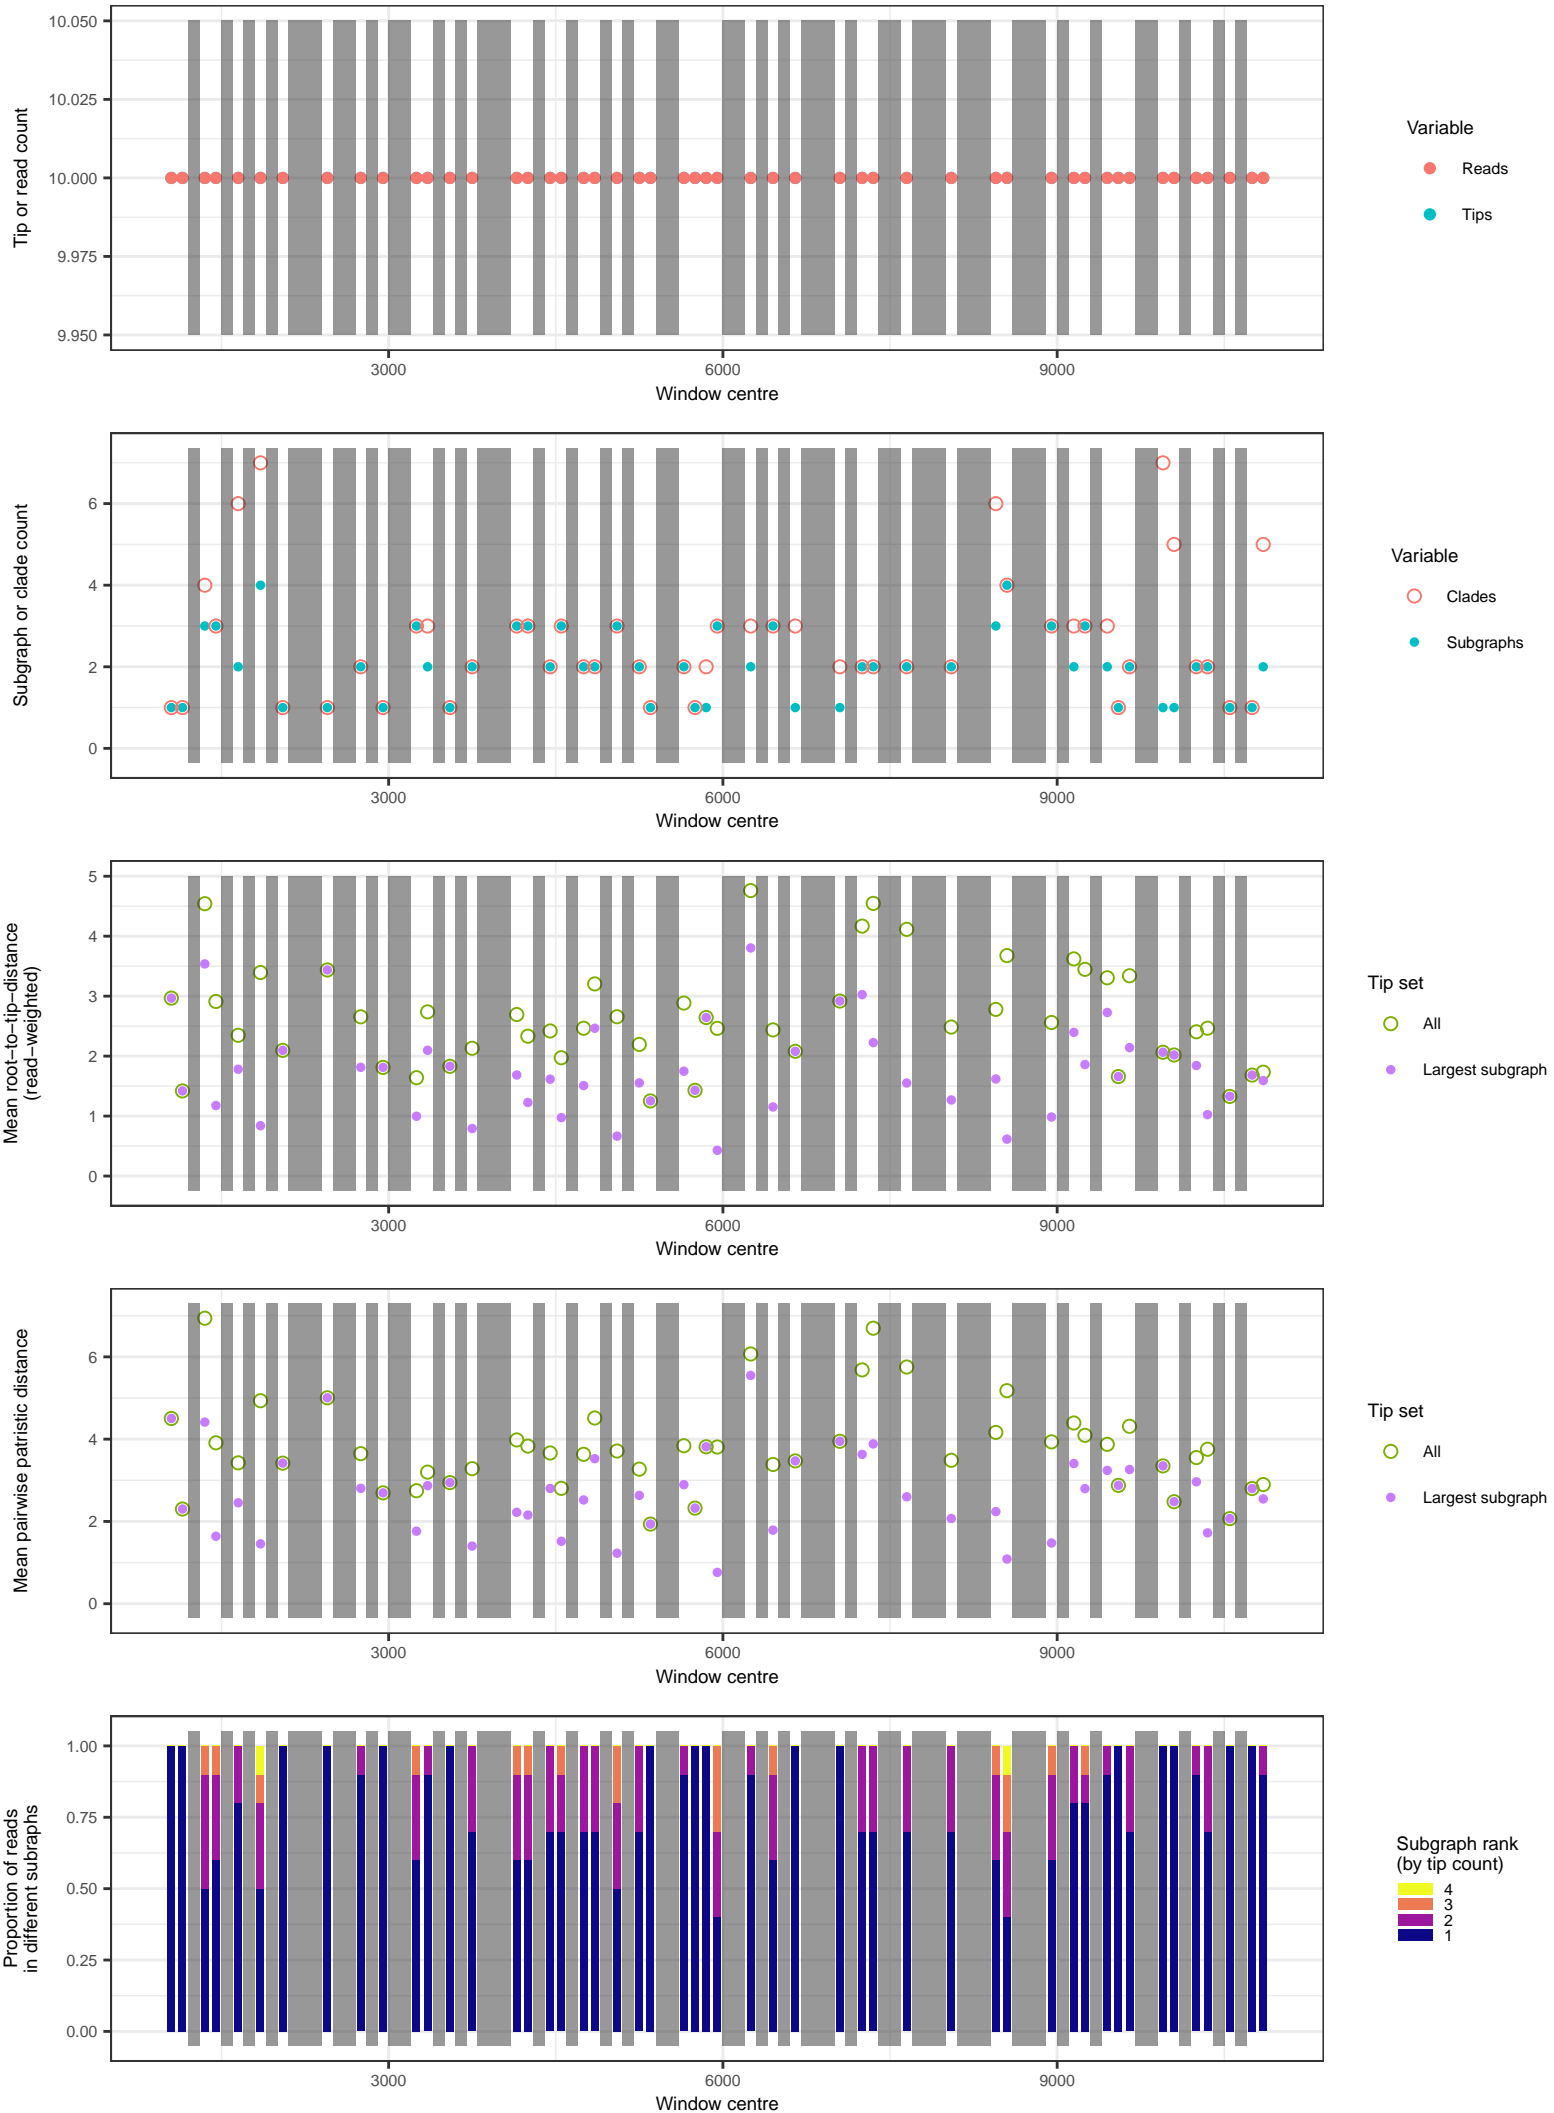 10.050
10.025
10.000
9.975
9.950
Tip or read count
3000
6000
9000
Window centre
Variable
Reads
Tips
6
4
2
0
Subgraph or clade count
3000
6000
9000
Window centre
Variable
Clades
Subgraphs
5
4
3
2
1
0
Mean root−to−tip−distance
(read−weighted)
3000
6000
9000
Window centre
Tip set
All
Largest subgraph
6
4
2
0
Mean pairwise patristic distance
3000
6000
9000
Window centre
Tip set
All
Largest subgraph
1.00
0.75
0.50
0.25
0.00
Proportion of reads
in different subraphs
3000
6000
9000
Window centre
Subgraph rank
(by tip count)
4
3
2
1